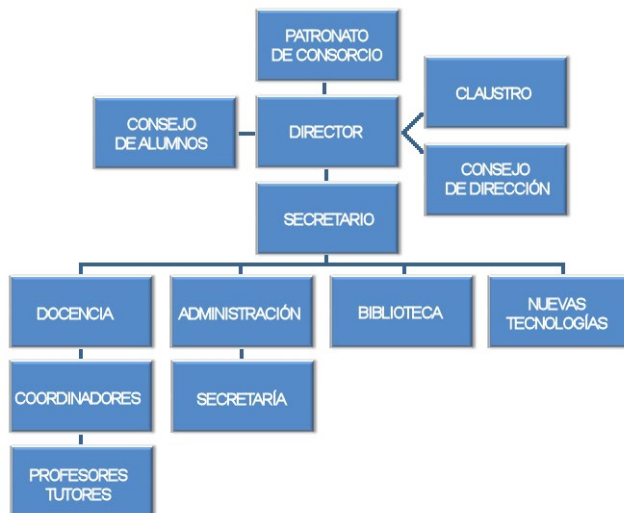 PATRONATO
DE CONSORCIO
CONSEJO
DE ALUMNOS
DIRECTOR
CLAUSTRO
CONSEJO
DE DIRECCIÓN
SECRETARIO
DOCENCIA
ADMINISTRACIÓN
BIBLIOTECA
NUEVAS
TECNOLOGÍAS
COORDINADORES
SECRETARÍA
PROFESORES
TUTORES